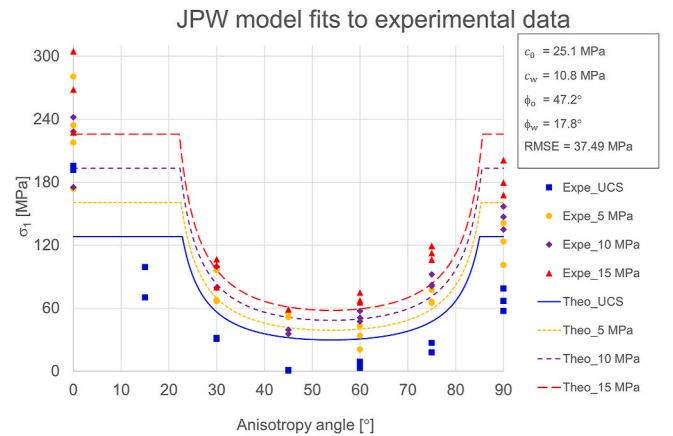 JPW model fits to experimental data
c₀ = 25.1 MPa
c_w = 10.8 MPa
ϕₒ = 47.2°
ϕ_w = 17.8°
RMSE = 37.49 MPa
300
240
180
120
60
0
σ₁ [MPa]
0 10 20 30 40 50 60 70 80 90
Anisotropy angle [°]
Expe_UCS
Expe_5 MPa
Expe_10 MPa
Expe_15 MPa
Theo_UCS
Theo_5 MPa
Theo_10 MPa
Theo_15 MPa